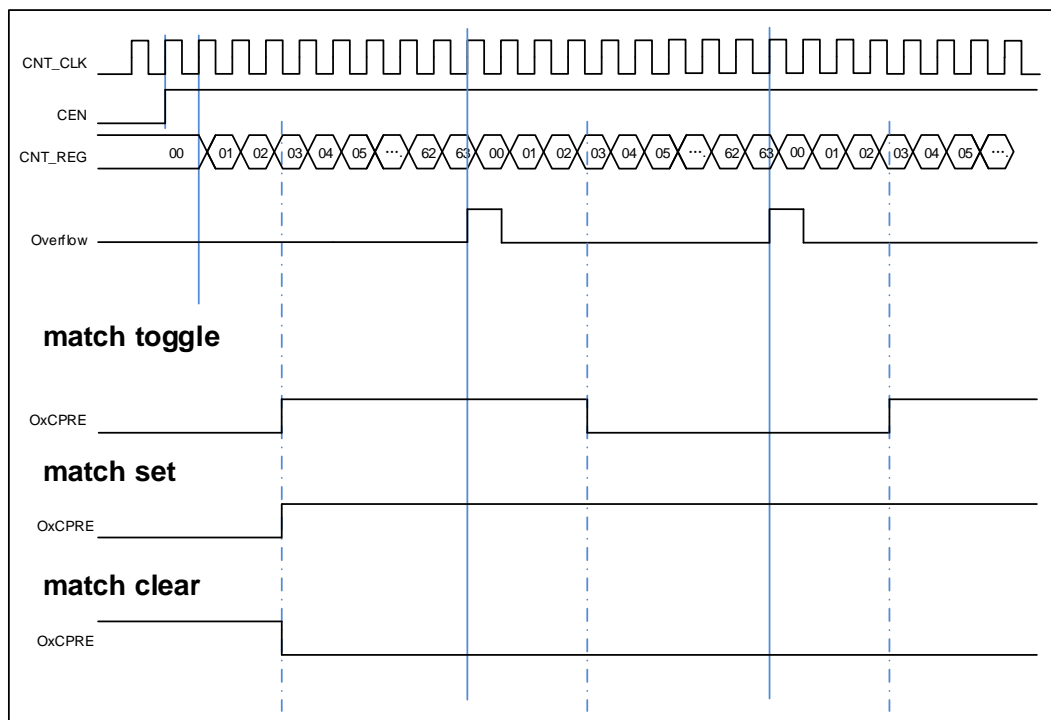 CNT_CLK
CEN
CNT_REG 00 01 02 03 04 05 .... 62 63 00 01 02 03 04 05 .... 62 63 00 01 02 03 04 05 ....
Overflow
match toggle
OxCPRE
match set
OxCPRE
match clear
OxCPRE